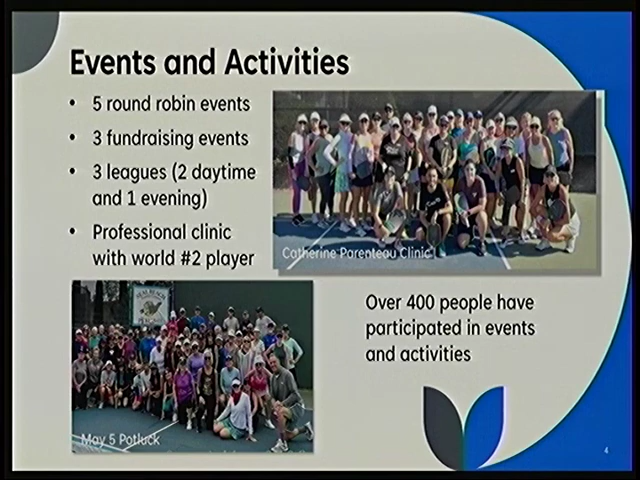 Events and Activities
• 5 round robin events
• 3 fundraising events
• 3 leagues (2 daytime
and 1 evening)
• Professional clinic
with world #2 player
Catherine Parenteau Clinic
SEAL BEACH
May 5 Potluck
Over 400 people have
participated in events
and activities
4